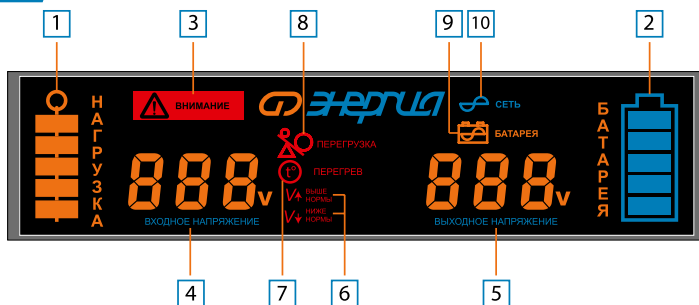 1
3
8
9
10
2
НАГРУЗКА
ВНИМАНИЕ
энергия
СЕТЬ
БАТАРЕЯ
БАТАРЕЯ
ПЕРЕГРУЗКА
t°
ПЕРЕГРЕВ
888v
888v
V ВЫШЕ
НОРМЫ
V НИЖЕ
НОРМЫ
ВХОДНОЕ НАПРЯЖЕНИЕ
ВЫХОДНОЕ НАПРЯЖЕНИЕ
4
7
6
5